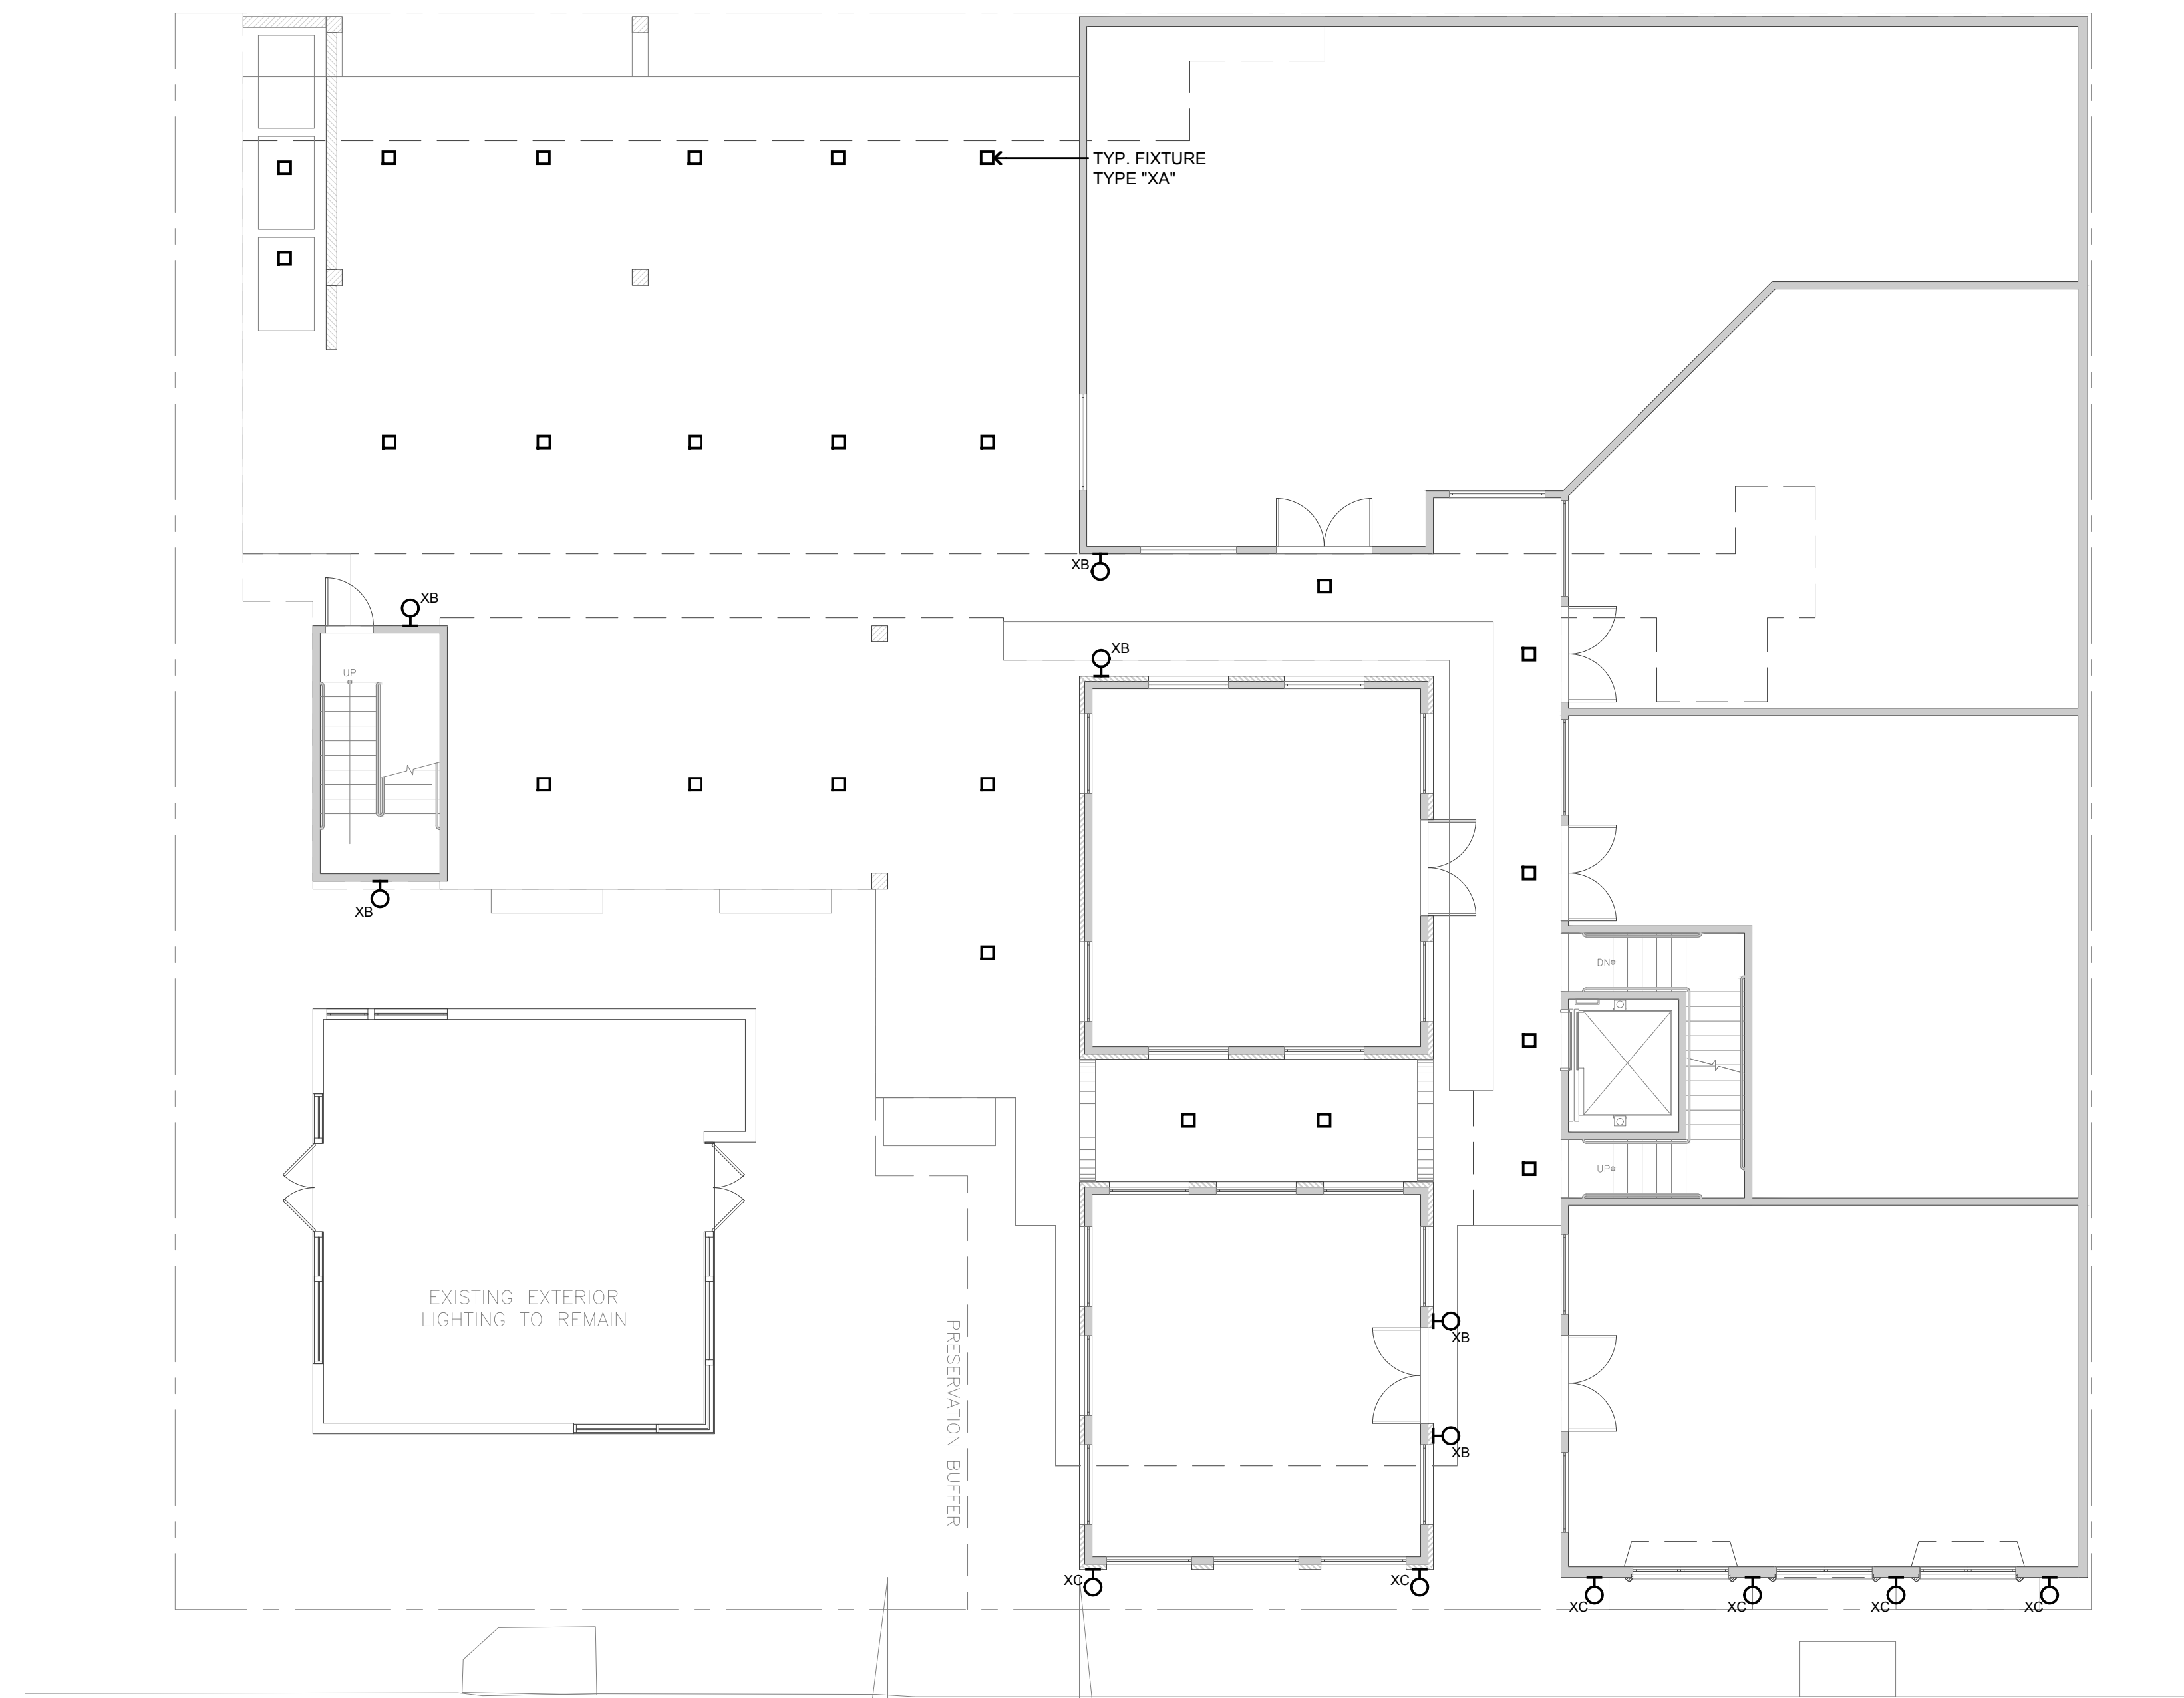 TYP. FIXTURE
TYPE "XA"
XB
XB
XB
UP
XB
DN
UP
EXISTING EXTERIOR
LIGHTING TO REMAIN
PRESERVATION BUFFER
XB
XB
XC
XC
XC
XC
XC
XC